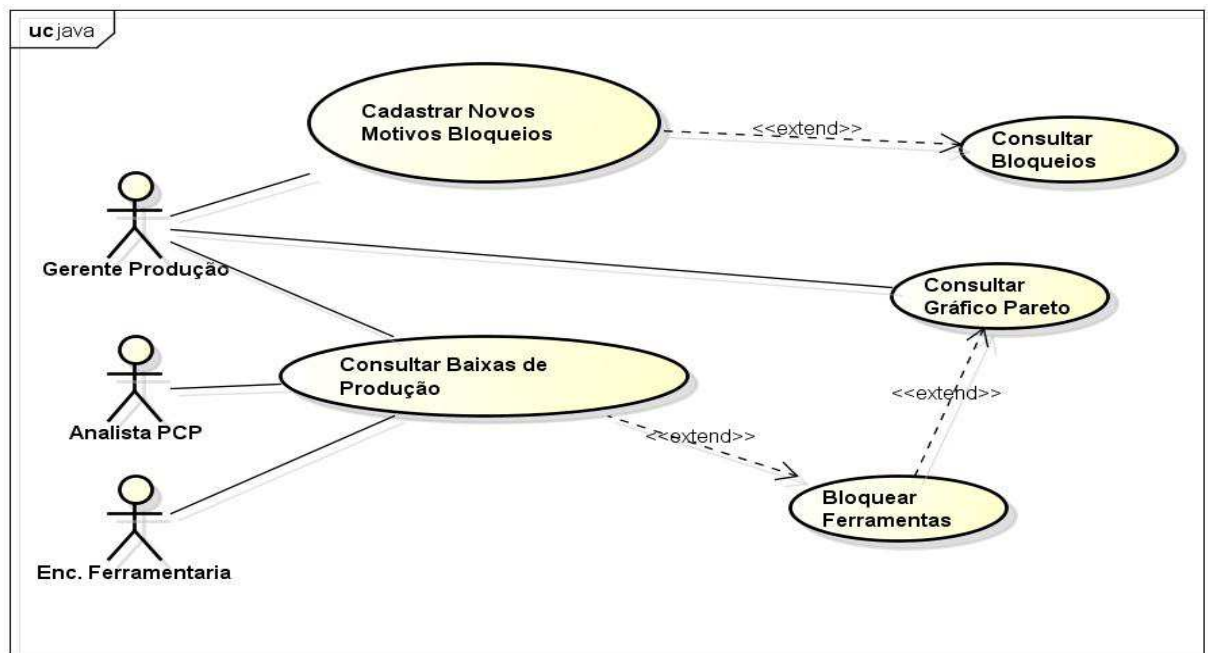 uc java
Cadastrar Novos
Motivos Bloqueios
<<extend>>
Consultar
Bloqueios
Gerente Produção
Consultar
Gráfico Pareto
Consultar Baixas de
Produção
<<extend>>
Analista PCP
<<extend>>
Bloquear
Ferramentas
Enc. Ferramentaria